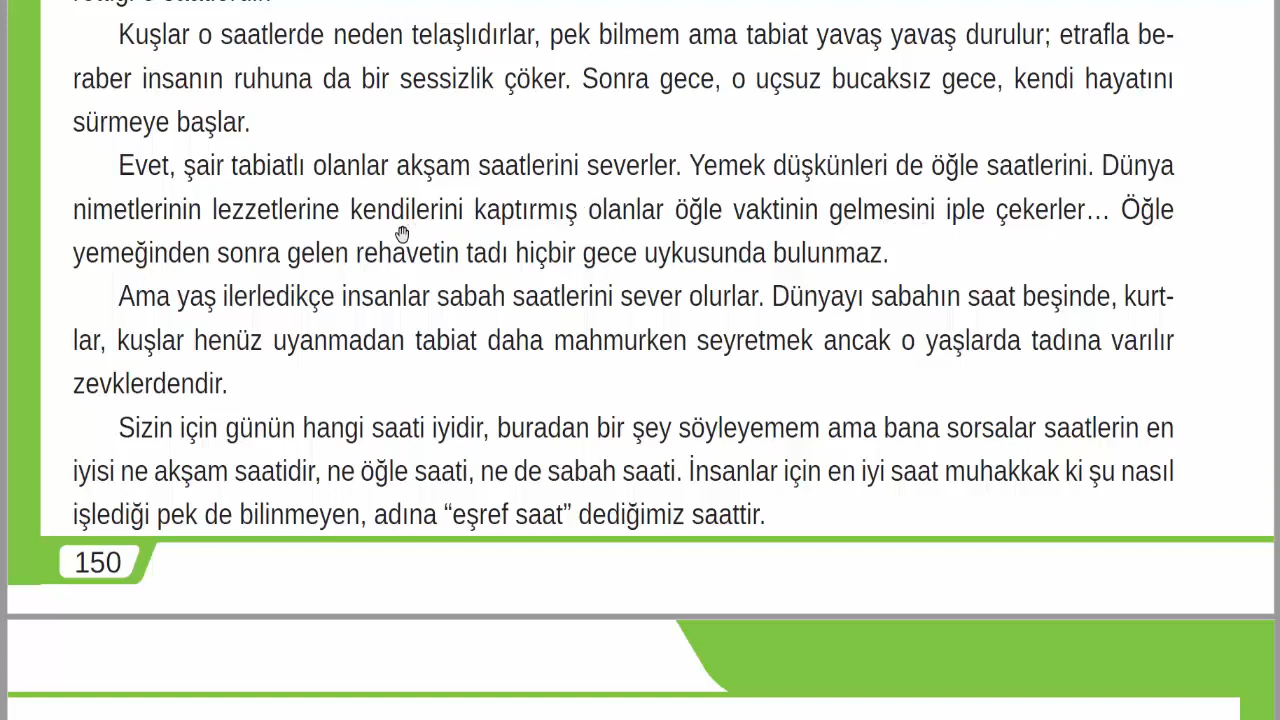 Kuşlar o saatlerde neden telaşlıdırlar, pek bilmem ama tabiat yavaş yavaş durulur; etrafla be-
raber insanın ruhuna da bir sessizlik çöker. Sonra gece, o uçsuz bucaksız gece, kendi hayatını
sürmeye başlar.
Evet, şair tabiatlı olanlar akşam saatlerini severler. Yemek düşkünleri de öğle saatlerini. Dünya
nimetlerinin lezzetlerine kendilerini kaptırmış olanlar öğle vaktinin gelmesini iple çekerler… Öğle
yemeğinden sonra gelen rehavetin tadı hiçbir gece uykusunda bulunmaz.
Ama yaş ilerledikçe insanlar sabah saatlerini sever olurlar. Dünyayı sabahın saat beşinde, kurt-
lar, kuşlar henüz uyanmadan tabiat daha mahmurken seyretmek ancak o yaşlarda tadına varılır
zevklerdendir.
Sizin için günün hangi saati iyidir, buradan bir şey söyleyemem ama bana sorsalar saatlerin en
iyisi ne akşam saatidir, ne öğle saati, ne de sabah saati. İnsanlar için en iyi saat muhakkak ki şu nasıl
işlediği pek de bilinmeyen, adına “eşref saat” dediğimiz saattir.
150